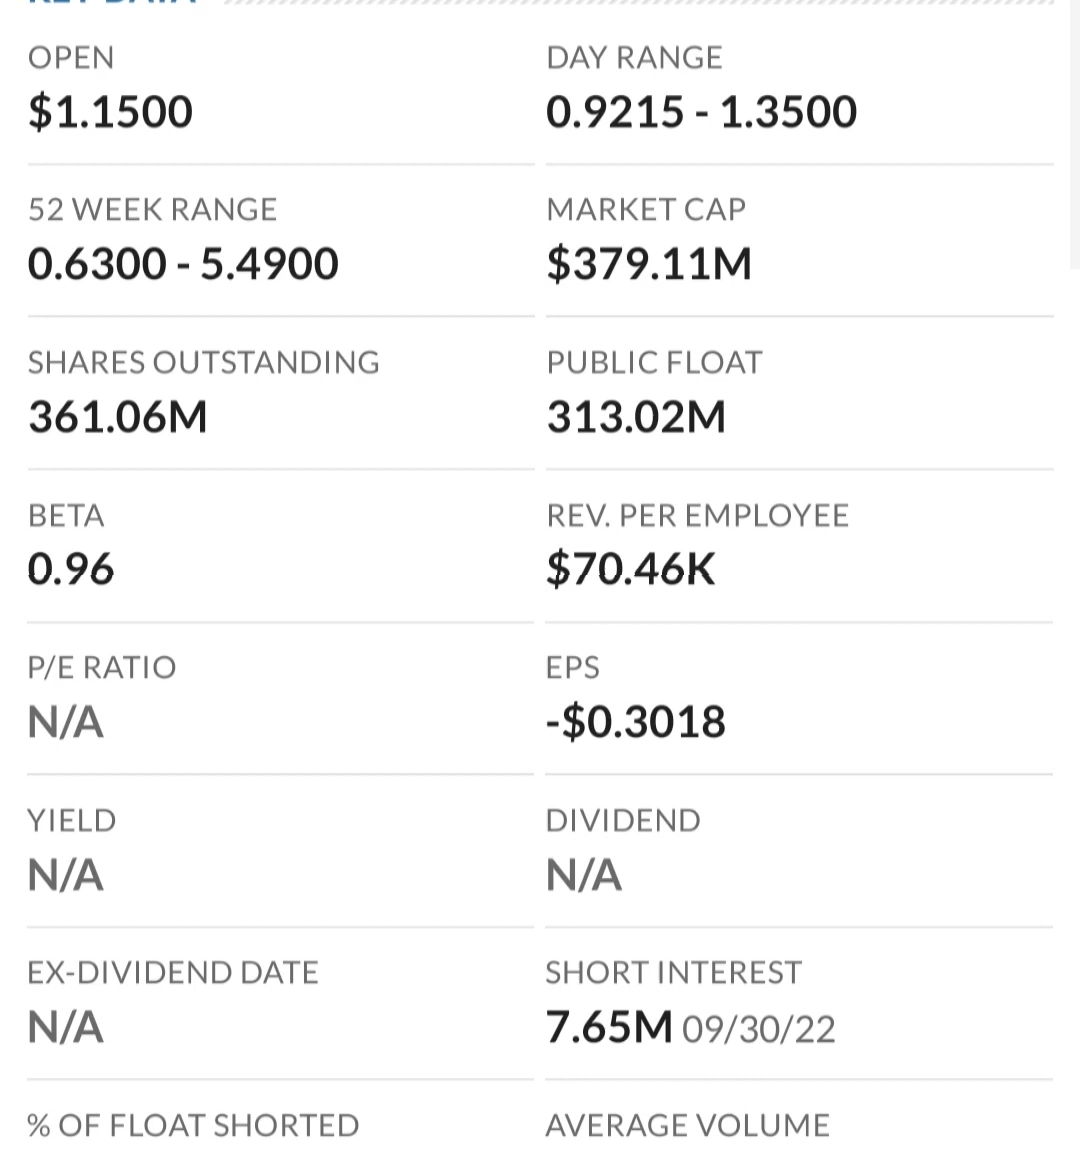 OPEN
$1.1500
DAY RANGE
0.9215 - 1.3500
52 WEEK RANGE
0.6300 - 5.4900
MARKET CAP
$379.11M
SHARES OUTSTANDING
361.06M
PUBLIC FLOAT
313.02M
BETA
0.96
REV. PER EMPLOYEE
$70.46K
P/E RATIO
N/A
EPS
-$0.3018
YIELD
N/A
DIVIDEND
N/A
EX-DIVIDEND DATE
N/A
SHORT INTEREST
7.65M 09/30/22
% OF FLOAT SHORTED
AVERAGE VOLUME